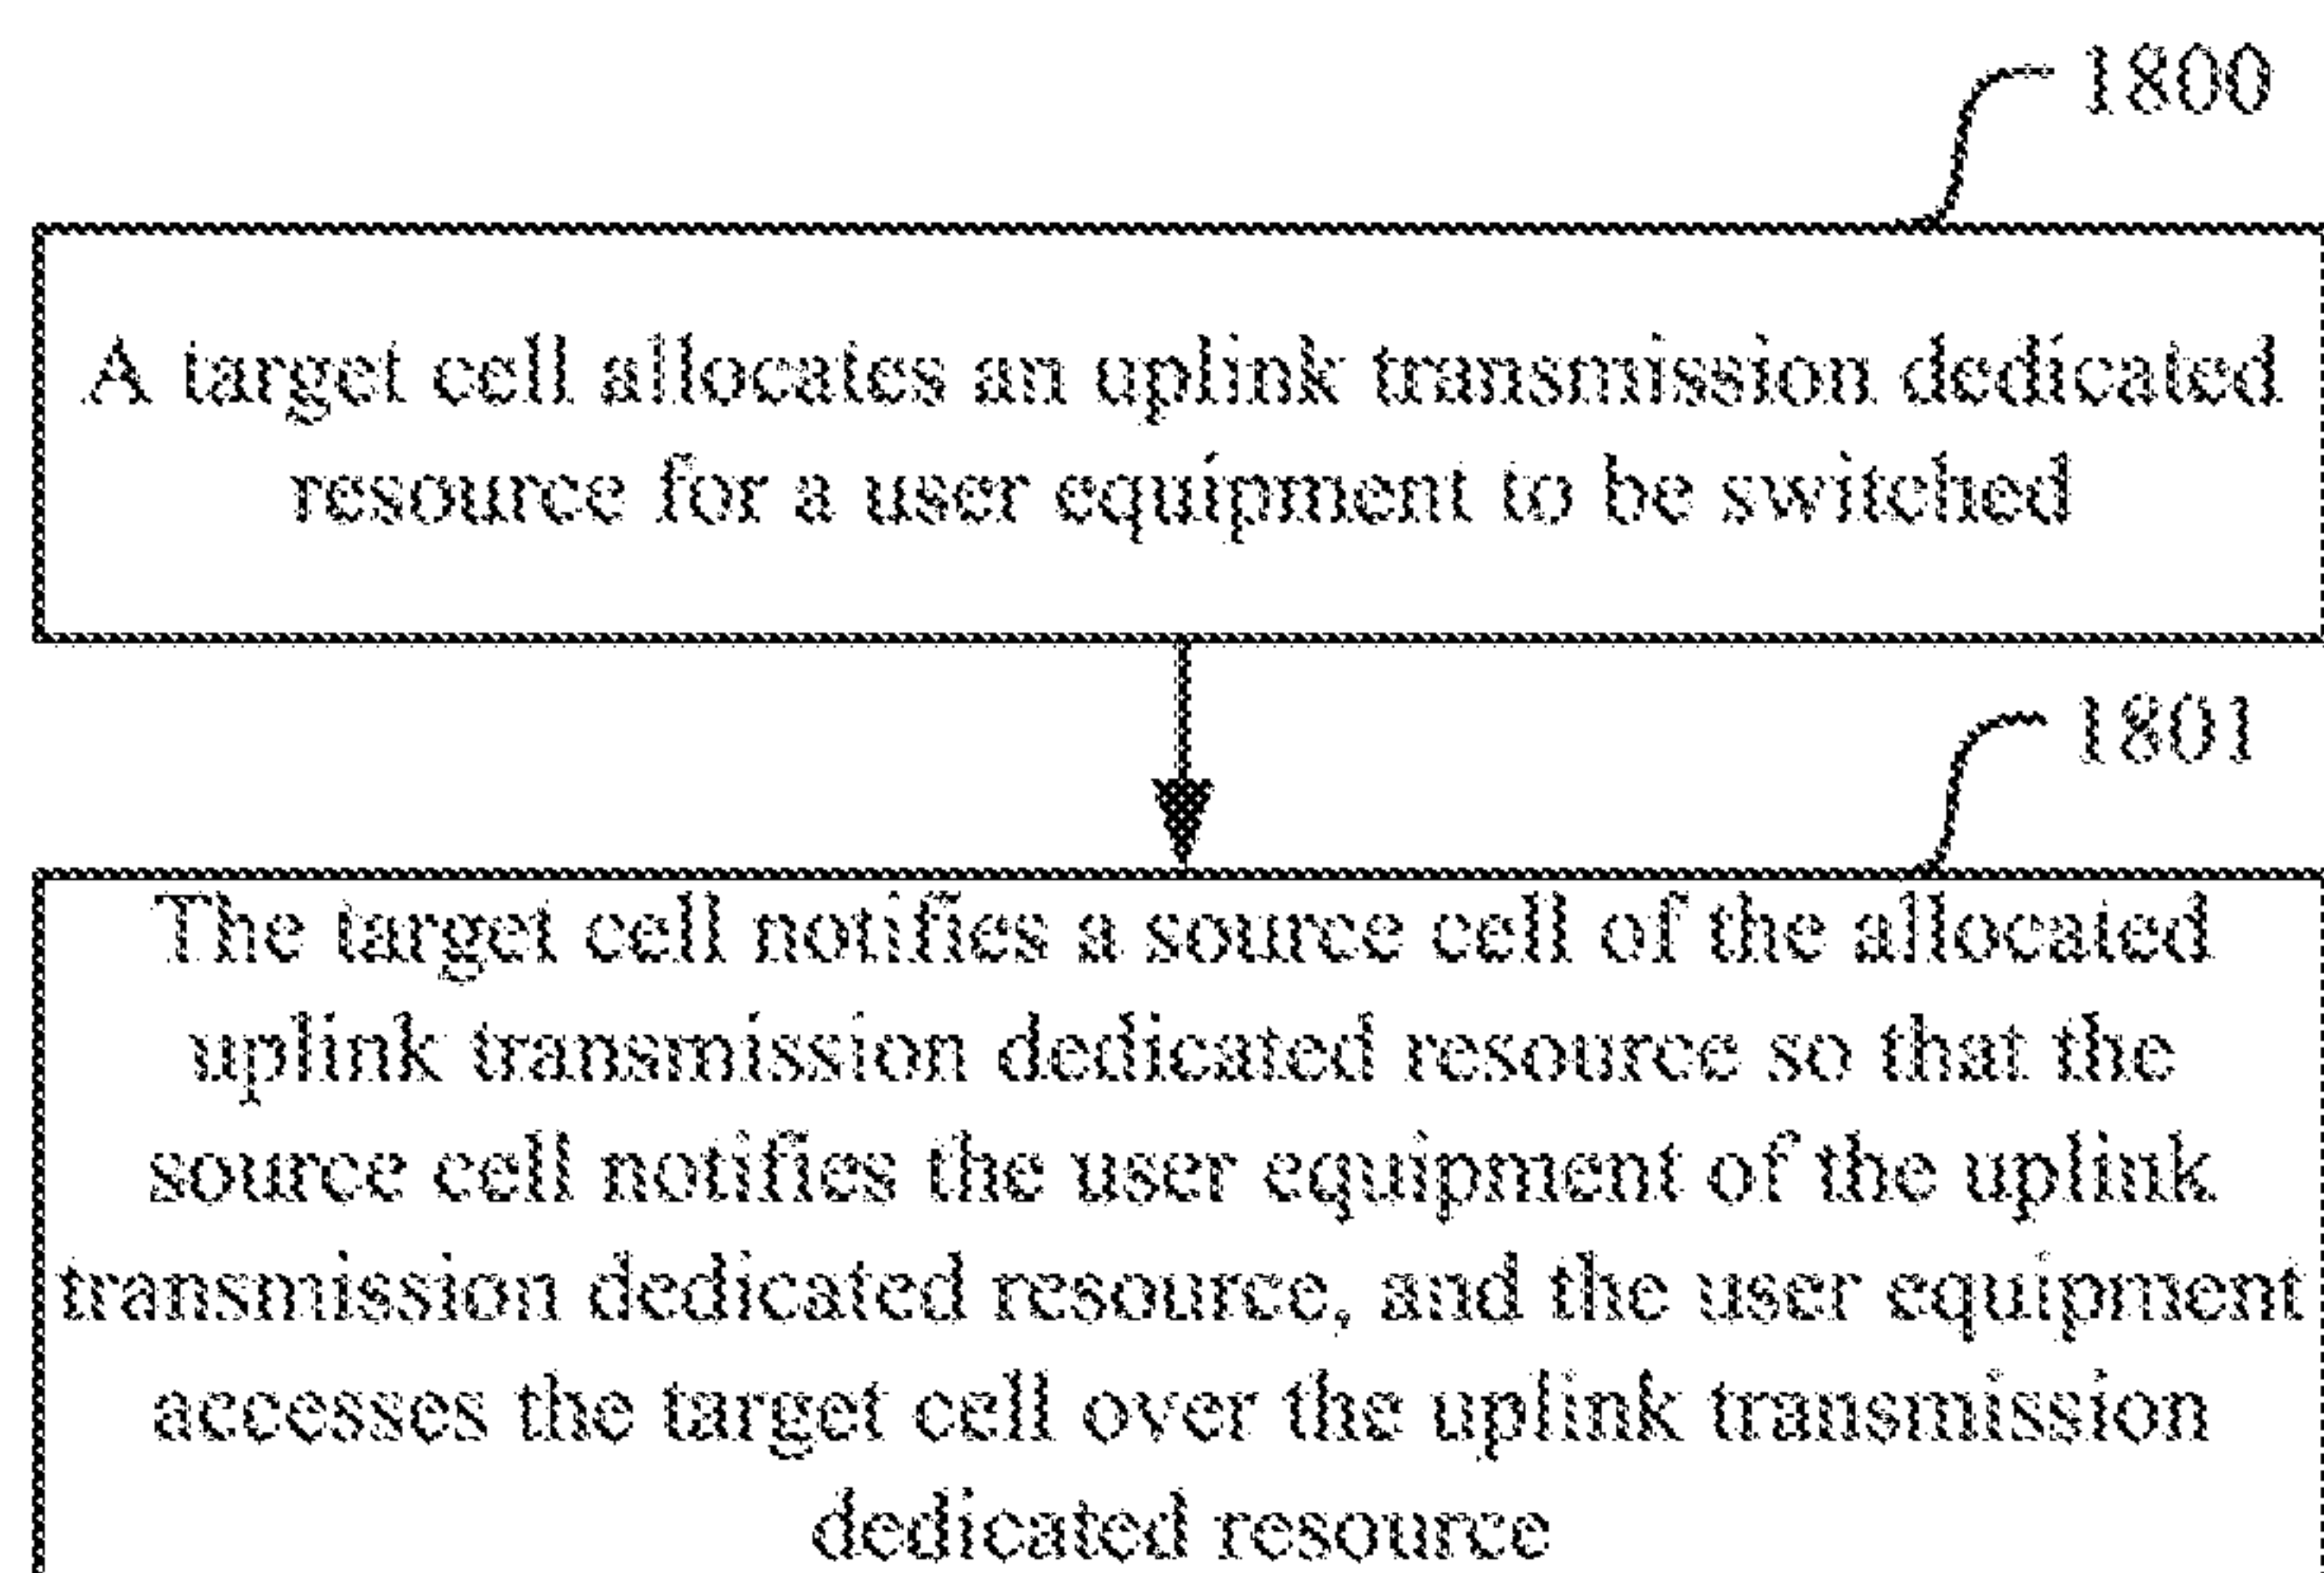 1800
A target cell allocates an uplink transmission dedicated
resource for a user equipment to be switched
1801
The target cell notifies a source cell of the allocated
uplink transmission dedicated resource so that the
source cell notifies the user equipment of the uplink
transmission dedicated resource, and the user equipment
accesses the target cell over the uplink transmission
dedicated resource